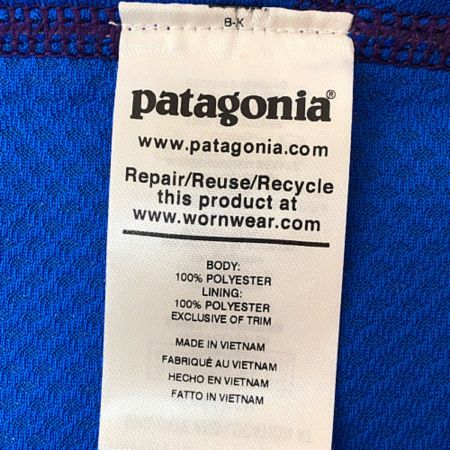 B-K
patagonia®
www.patagonia.com
Repair/Reuse/Recycle
this product at
www.wornwear.com
BODY:
100% POLYESTER
LINING:
100% POLYESTER
EXCLUSIVE OF TRIM
MADE IN VIETNAM
FABRIQUÉ AU VIETNAM
HECHO EN VIETNAM
FATTO IN VIETNAM